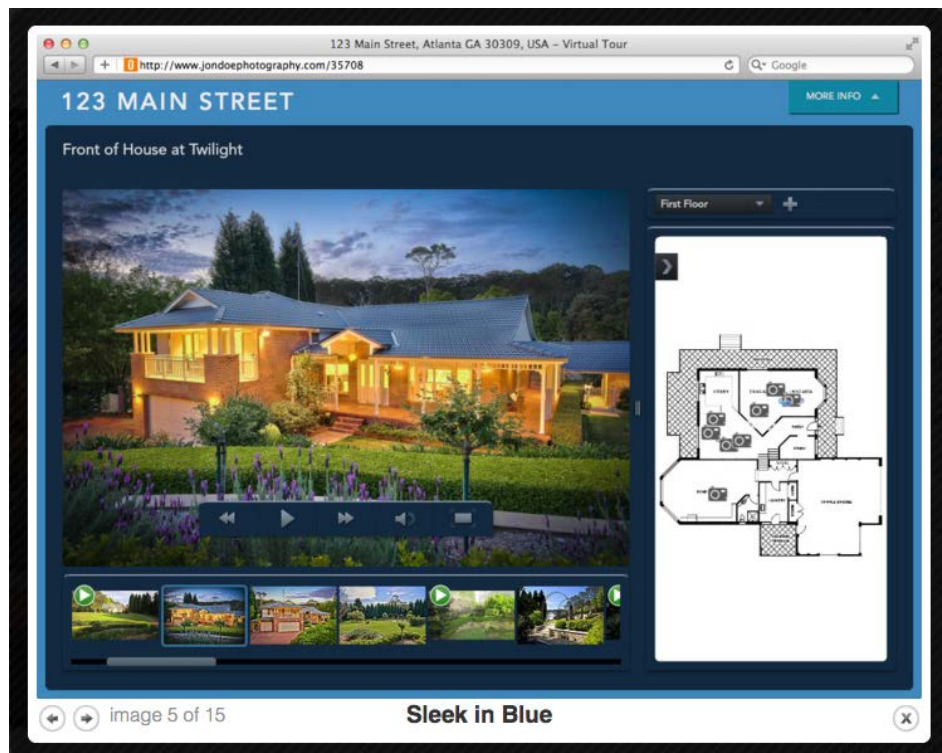 123 Main Street, Atlanta GA 30309, USA – Virtual Tour
http://www.jondoephotography.com/35708
Google
123 MAIN STREET
MORE INFO
Front of House at Twilight
First Floor
image 5 of 15
Sleek in Blue
X